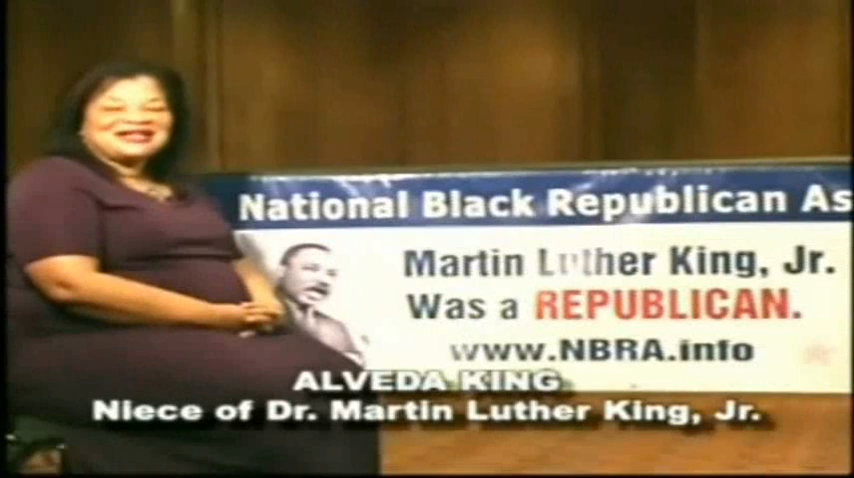 National Black Republican As
Martin Luther King, Jr.
Was a REPUBLICAN.
www.NBRA.info
ALVEDA KING
Niece of Dr. Martin Luther King, Jr.